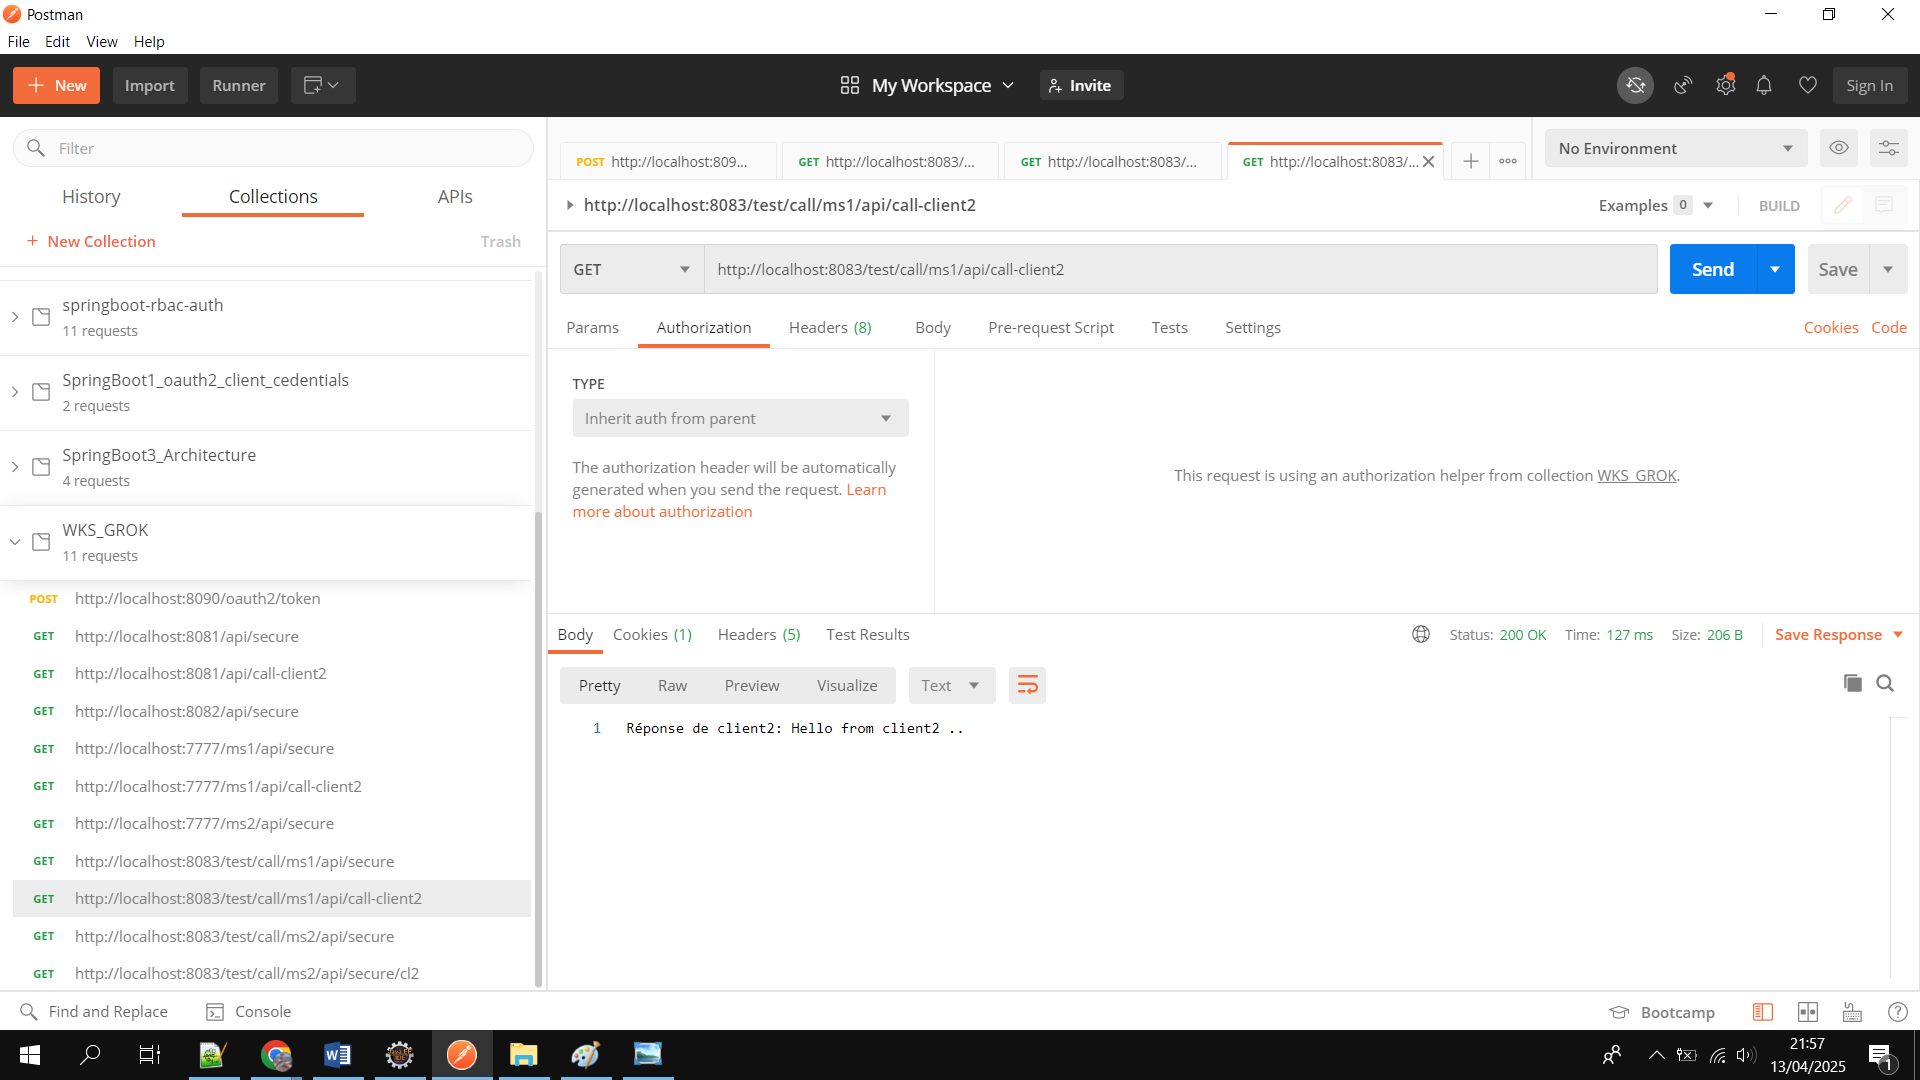 Postman
File Edit View Help
New Import Runner My Workspace Invite Sign In
Filter
History Collections APIs
+ New Collection Trash
springboot-rbac-auth
11 requests
SpringBoot1_oauth2_client_cedentials
2 requests
SpringBoot3_Architecture
4 requests
WKS_GROK
11 requests
POST http://localhost:8090/oauth2/token
GET http://localhost:8081/api/secure
GET http://localhost:8081/api/call-client2
GET http://localhost:8082/api/secure
GET http://localhost:7777/ms1/api/secure
GET http://localhost:7777/ms1/api/call-client2
GET http://localhost:7777/ms2/api/secure
GET http://localhost:8083/test/call/ms1/api/secure
GET http://localhost:8083/test/call/ms1/api/call-client2
GET http://localhost:8083/test/call/ms2/api/secure
GET http://localhost:8083/test/call/ms2/api/secure/cl2
POST http://localhost:809... GET http://localhost:8083/... GET http://localhost:8083/... GET http://localhost:8083/... No Environment
http://localhost:8083/test/call/ms1/api/call-client2 Examples 0 BUILD
GET http://localhost:8083/test/call/ms1/api/call-client2 Send Save
Params Authorization Headers (8) Body Pre-request Script Tests Settings Cookies Code
TYPE
Inherit auth from parent
The authorization header will be automatically
generated when you send the request. Learn
more about authorization
This request is using an authorization helper from collection WKS_GROK.
Body Cookies (1) Headers (5) Test Results Status: 200 OK Time: 127 ms Size: 206 B Save Response
Pretty Raw Preview Visualize Text
1 Réponse de client2: Hello from client2 ..
Find and Replace Console Bootcamp
21:57
13/04/2025
1